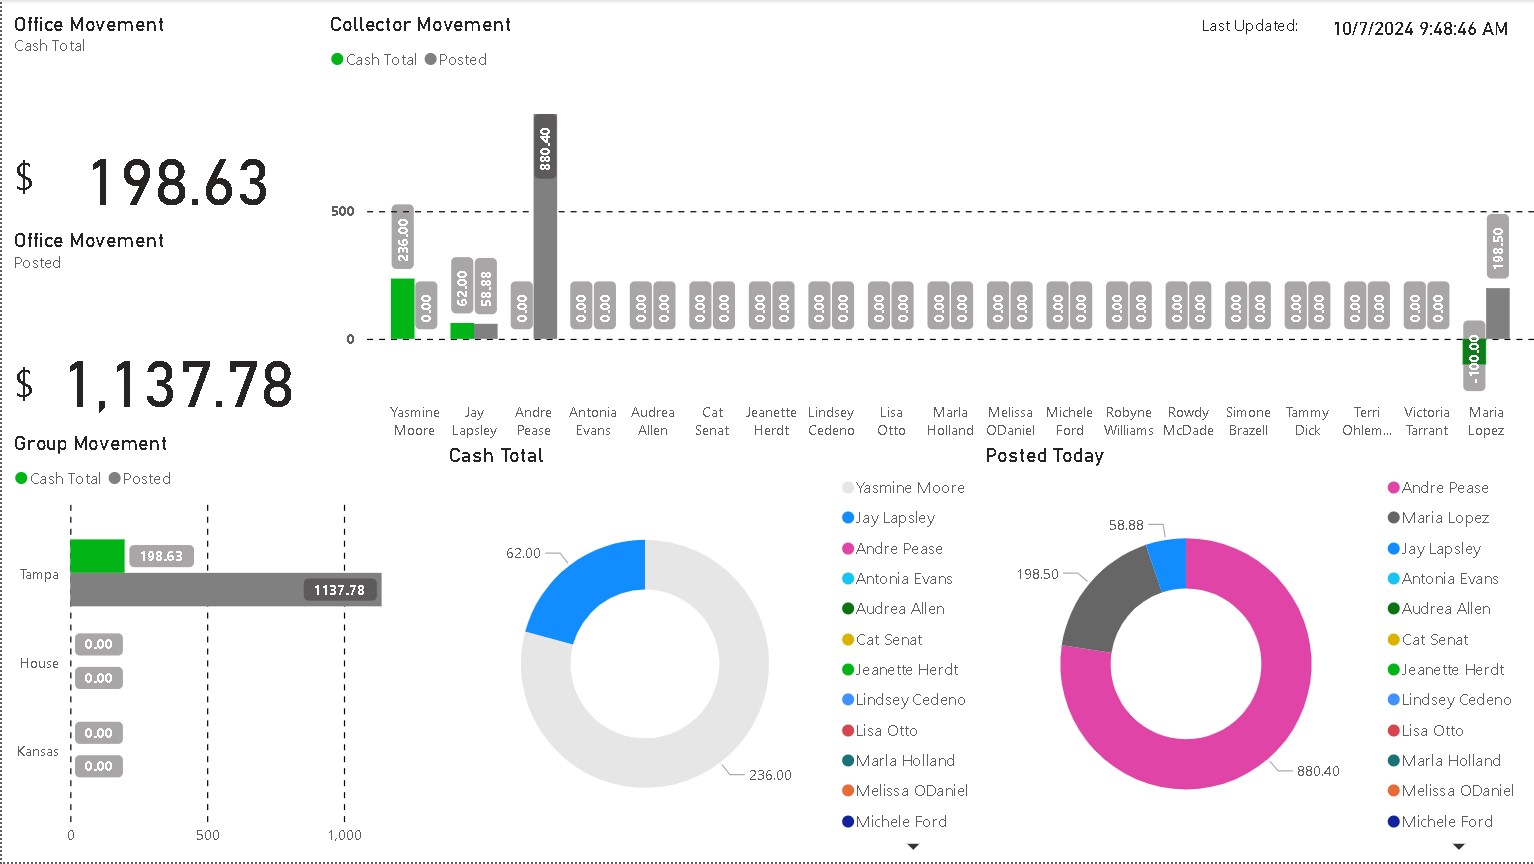 Office Movement
Cash Total
$ 198.63
Office Movement
Posted
$ 1,137.78
Collector Movement
Cash Total Posted
Last Updated: 10/7/2024 9:48:46 AM
500
0
236.00 0.00 62.00 58.88 0.00 880.40 0.00 0.00 0.00 0.00 0.00 0.00 0.00 0.00 0.00 0.00 0.00 0.00 0.00 0.00 0.00 0.00 0.00 0.00 0.00 0.00 0.00 0.00 0.00 0.00 0.00 0.00 0.00 0.00 0.00 0.00 -100.00 198.50
Yasmine Moore
Jay Lapsley
Andre Pease
Antonia Evans
Audrea Allen
Cat Senat
Jeanette Herdt
Lindsey Cedeno
Lisa Otto
Marla Holland
Melissa ODaniel
Michele Ford
Robyne Williams
Rowdy McDade
Simone Brazell
Tammy Dick
Terri Ohlem...
Victoria Tarrant
Maria Lopez
Group Movement
Cash Total Posted
Tampa
198.63
1137.78
House
0.00
0.00
Kansas
0.00
0.00
0 500 1,000
Cash Total
62.00
236.00
Yasmine Moore
Jay Lapsley
Andre Pease
Antonia Evans
Audrea Allen
Cat Senat
Jeanette Herdt
Lindsey Cedeno
Lisa Otto
Marla Holland
Melissa ODaniel
Michele Ford
Posted Today
58.88
198.50
880.40
Andre Pease
Maria Lopez
Jay Lapsley
Antonia Evans
Audrea Allen
Cat Senat
Jeanette Herdt
Lindsey Cedeno
Lisa Otto
Marla Holland
Melissa ODaniel
Michele Ford